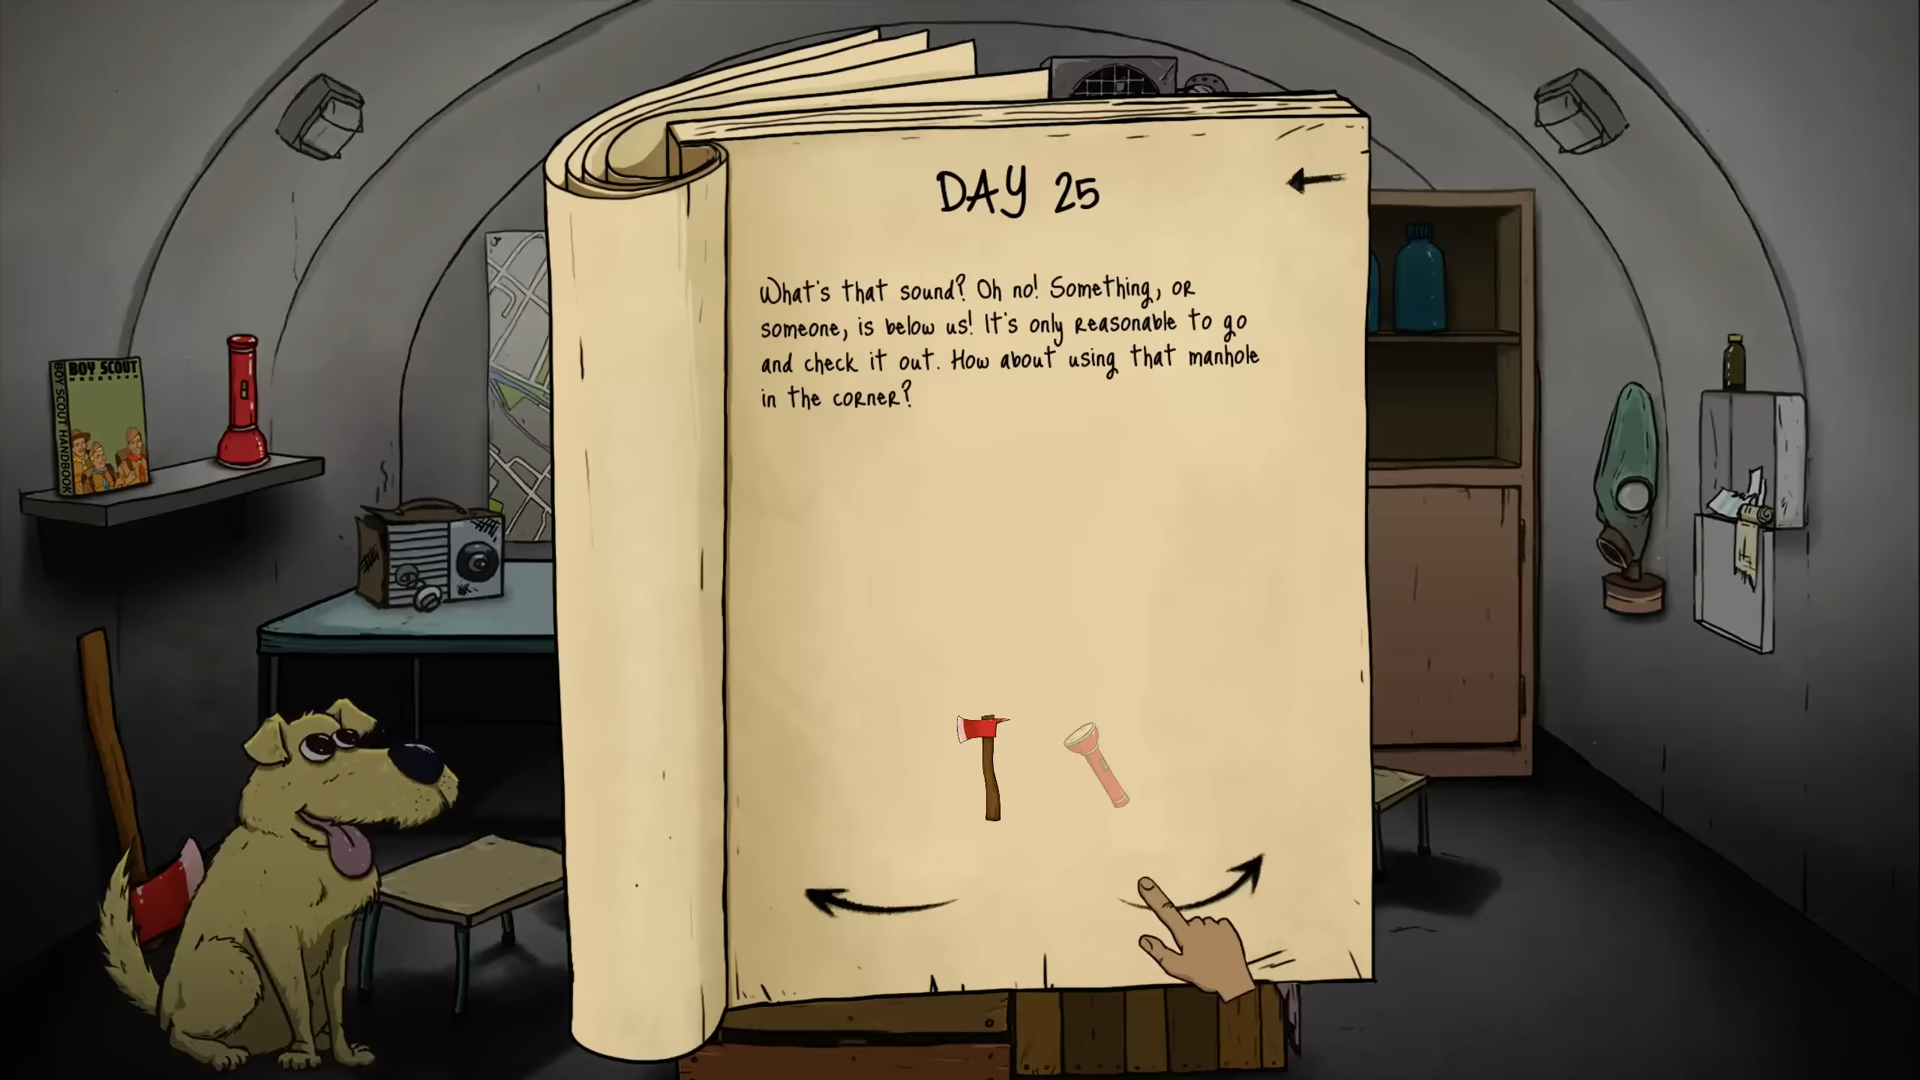 DAY 25
What's that sound? Oh no! Something, or
someone, is below us! It's only reasonable to go
and check it out. How about using that manhole
in the corner?
BOY SCOUT
HANDBOOK
BOY SCOUT HANDBOOK